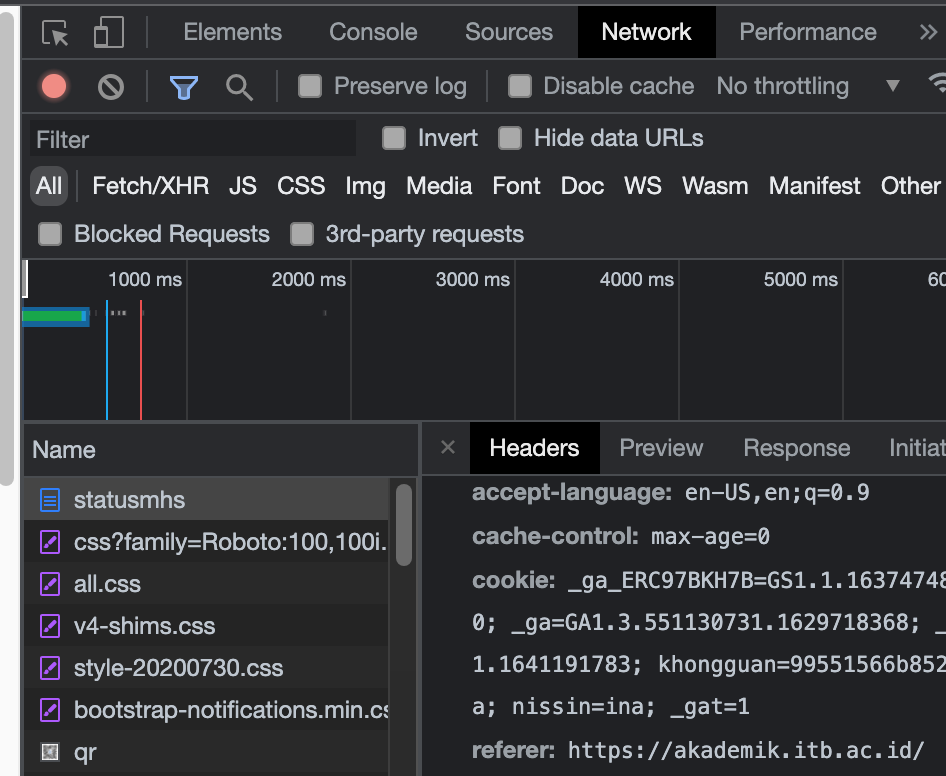 Elements Console Sources Network Performance »
Preserve log Disable cache No throttling
Filter Invert Hide data URLs
All Fetch/XHR JS CSS Img Media Font Doc WS Wasm Manifest Other
Blocked Requests 3rd-party requests
1000 ms 2000 ms 3000 ms 4000 ms 5000 ms 60
Name
× Headers Preview Response Initiat
statusmhs
css?family=Roboto:100,100i.
all.css
v4-shims.css
style-20200730.css
bootstrap-notifications.min.cs
qr
accept-language: en-US,en;q=0.9
cache-control: max-age=0
cookie: _ga_ERC97BKH7B=GS1.1.16374748
0; _ga=GA1.3.551130731.1629718368; _
1.1641191783; khongguan=99551566b852
a; nissin=ina; _gat=1
referer: https://akademik.itb.ac.id/